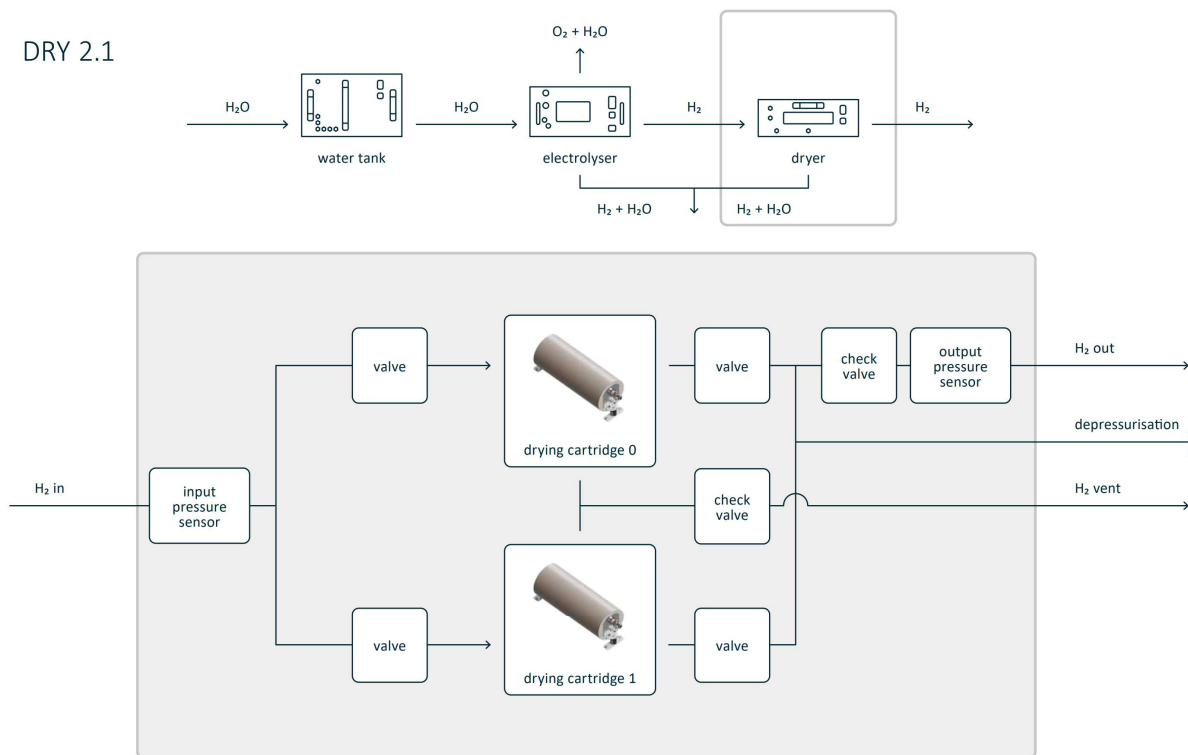 DRY 2.1
O₂ + H₂O
H₂O
H₂O
H₂
H₂
water tank
electrolyser
dryer
H₂ + H₂O
H₂ + H₂O
valve
valve
check
valve
output
pressure
sensor
H₂ out
drying cartridge 0
depressurisation
H₂ in
input
pressure
sensor
check
valve
H₂ vent
valve
valve
drying cartridge 1